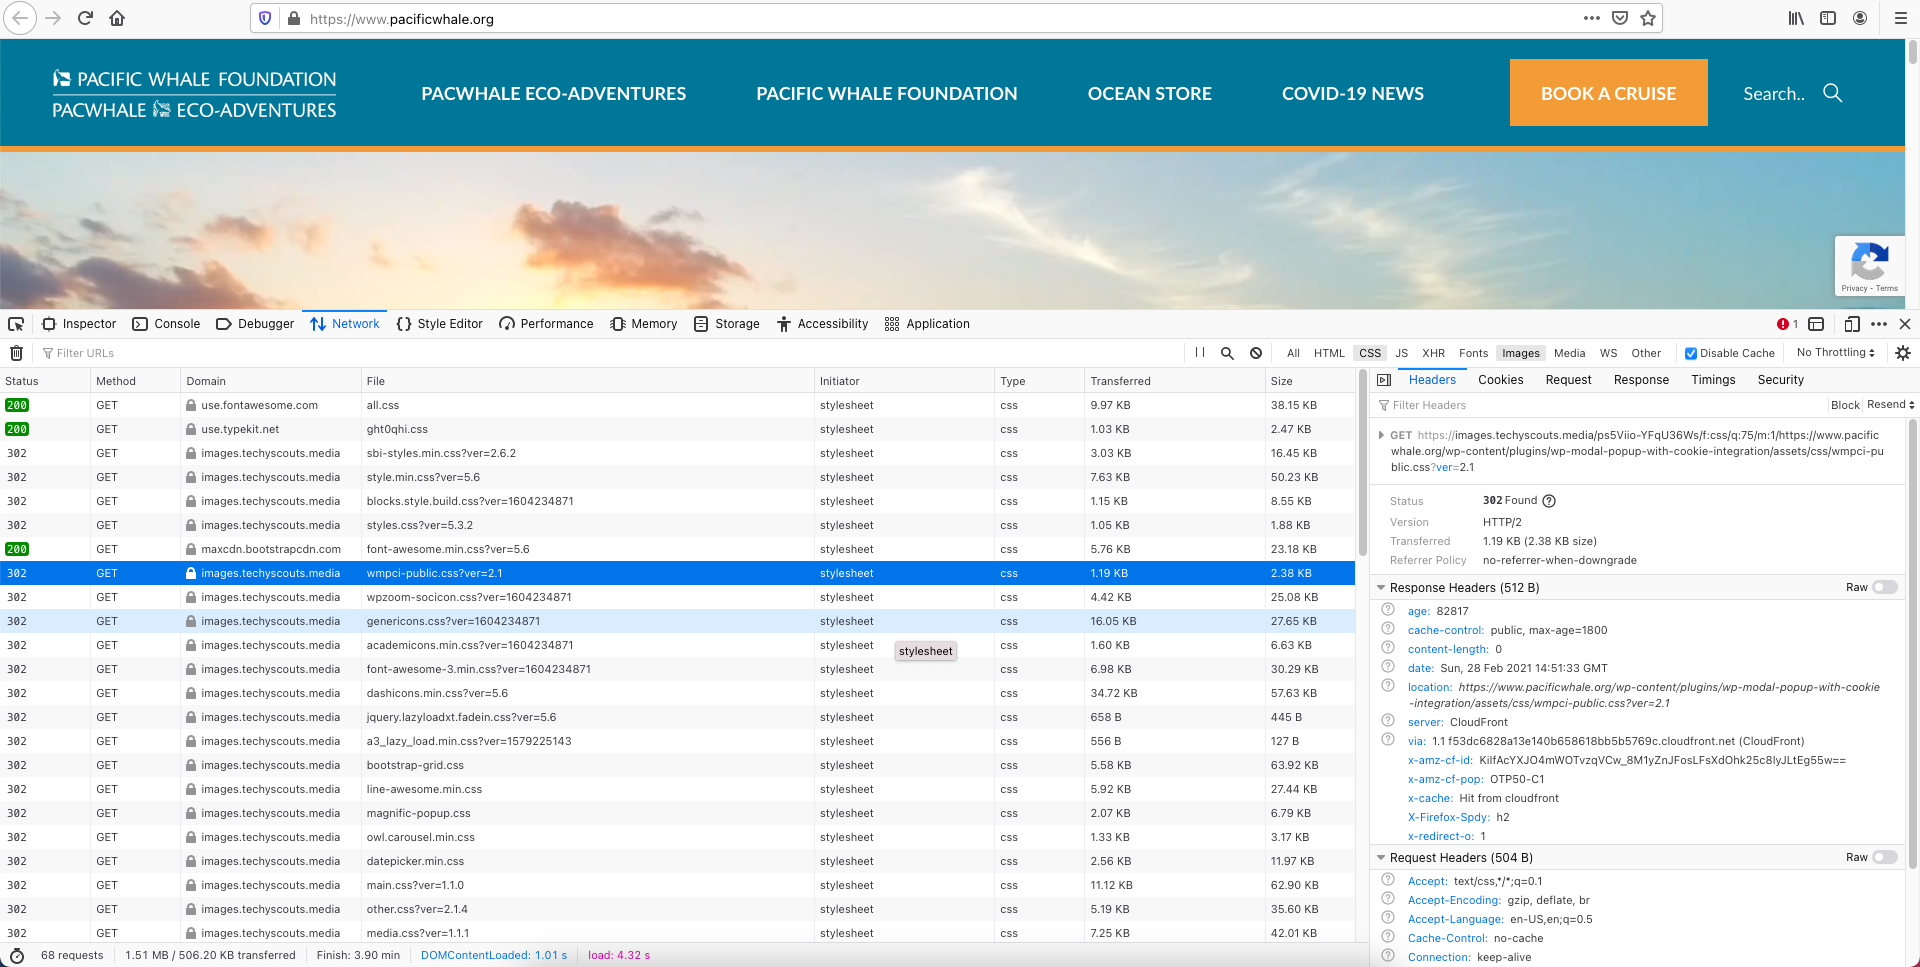 https://www.pacificwhale.org
PACIFIC WHALE FOUNDATION
PACWHALE ECO-ADVENTURES
PACWHALE ECO-ADVENTURES PACIFIC WHALE FOUNDATION OCEAN STORE COVID-19 NEWS BOOK A CRUISE Search..
Privacy - Terms
Inspector Console Debugger Network Style Editor Performance Memory Storage Accessibility Application 1
Filter URLs All HTML CSS JS XHR Fonts Images Media WS Other Disable Cache No Throttling
Status Method Domain File Initiator Type Transferred Size
200 GET use.fontawesome.com all.css stylesheet css 9.97 KB 38.15 KB
200 GET use.typekit.net ght0qhi.css stylesheet css 1.03 KB 2.47 KB
302 GET images.techyscouts.media sbi-styles.min.css?ver=2.6.2 stylesheet css 3.03 KB 16.45 KB
302 GET images.techyscouts.media style.min.css?ver=5.6 stylesheet css 7.63 KB 50.23 KB
302 GET images.techyscouts.media blocks.style.build.css?ver=1604234871 stylesheet css 1.15 KB 8.55 KB
302 GET images.techyscouts.media styles.css?ver=5.3.2 stylesheet css 1.05 KB 1.88 KB
200 GET maxcdn.bootstrapcdn.com font-awesome.min.css?ver=5.6 stylesheet css 5.76 KB 23.18 KB
302 GET images.techyscouts.media wmpci-public.css?ver=2.1 stylesheet css 1.19 KB 2.38 KB
302 GET images.techyscouts.media wpzoom-socicon.css?ver=1604234871 stylesheet css 4.42 KB 25.08 KB
302 GET images.techyscouts.media genericons.css?ver=1604234871 stylesheet css 16.05 KB 27.65 KB
302 GET images.techyscouts.media academicons.min.css?ver=1604234871 stylesheet css 1.60 KB 6.63 KB
stylesheet
302 GET images.techyscouts.media font-awesome-3.min.css?ver=1604234871 stylesheet css 6.98 KB 30.29 KB
302 GET images.techyscouts.media dashicons.min.css?ver=5.6 stylesheet css 34.72 KB 57.63 KB
302 GET images.techyscouts.media jquery.lazyloadxt.fadein.css?ver=5.6 stylesheet css 658 B 445 B
302 GET images.techyscouts.media a3_lazy_load.min.css?ver=1579225143 stylesheet css 556 B 127 B
302 GET images.techyscouts.media bootstrap-grid.css stylesheet css 5.58 KB 63.92 KB
302 GET images.techyscouts.media line-awesome.min.css stylesheet css 5.92 KB 27.44 KB
302 GET images.techyscouts.media magnific-popup.css stylesheet css 2.07 KB 6.79 KB
302 GET images.techyscouts.media owl.carousel.min.css stylesheet css 1.33 KB 3.17 KB
302 GET images.techyscouts.media datepicker.min.css stylesheet css 2.56 KB 11.97 KB
302 GET images.techyscouts.media main.css?ver=1.1.0 stylesheet css 11.12 KB 62.90 KB
302 GET images.techyscouts.media other.css?ver=2.1.4 stylesheet css 5.19 KB 35.60 KB
302 GET images.techyscouts.media media.css?ver=1.1.1 stylesheet css 7.25 KB 42.01 KB
68 requests 1.51 MB / 506.20 KB transferred Finish: 3.90 min DOMContentLoaded: 1.01 s load: 4.32 s
Headers Cookies Request Response Timings Security
Filter Headers Block Resend
GET https://images.techyscouts.media/ps5Viio-YFqU36Ws/f:css/q:75/m:1/https://www.pacific
whale.org/wp-content/plugins/wp-modal-popup-with-cookie-integration/assets/css/wmpci-pu
blic.css?ver=2.1
Status 302 Found
Version HTTP/2
Transferred 1.19 KB (2.38 KB size)
Referrer Policy no-referrer-when-downgrade
Response Headers (512 B) Raw
age: 82817
cache-control: public, max-age=1800
content-length: 0
date: Sun, 28 Feb 2021 14:51:33 GMT
location: https://www.pacificwhale.org/wp-content/plugins/wp-modal-popup-with-cookie
-integration/assets/css/wmpci-public.css?ver=2.1
server: CloudFront
via: 1.1 f53dc6828a13e140b658618bb5b5769c.cloudfront.net (CloudFront)
x-amz-cf-id: KilfAcYXJO4mWOTvzqVCw_8M1yZnJFosLFsXdOhk25c8IyJLtEg55w==
x-amz-cf-pop: OTP50-C1
x-cache: Hit from cloudfront
X-Firefox-Spdy: h2
x-redirect-o: 1
Request Headers (504 B) Raw
Accept: text/css,*/*;q=0.1
Accept-Encoding: gzip, deflate, br
Accept-Language: en-US,en;q=0.5
Cache-Control: no-cache
Connection: keep-alive